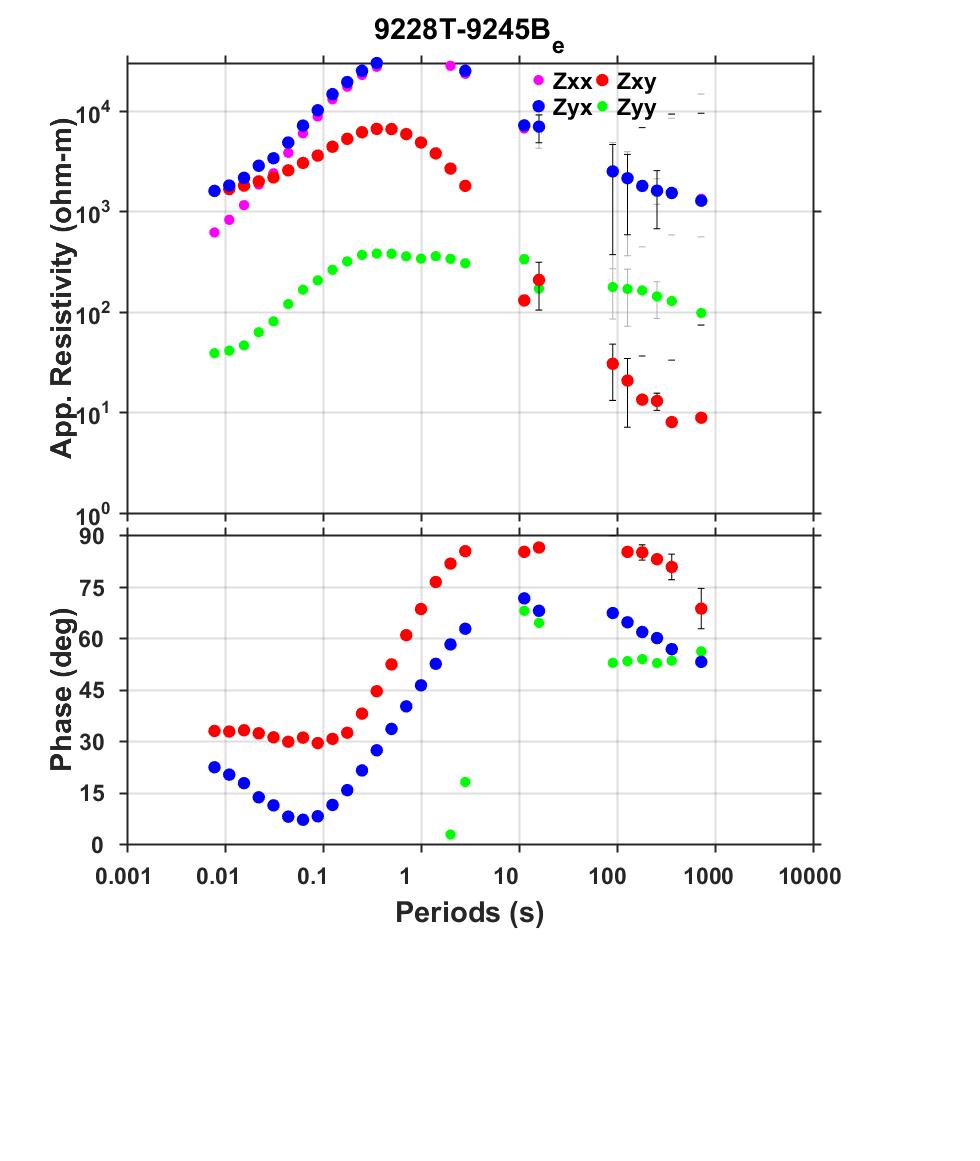 9228T-9245Be
Zxx Zxy
Zyx Zyy
App. Resistivity (ohm-m)
10^4
10^3
10^2
10^1
10^0
Phase (deg)
90
75
60
45
30
15
0
0.001 0.01 0.1 1 10 100 1000 10000
Periods (s)